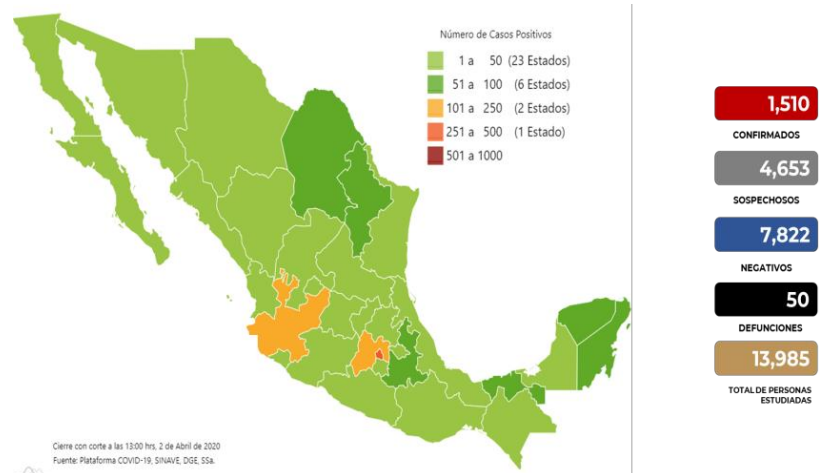 Número de Casos Positivos
1 a 50 (23 Estados)
51 a 100 (6 Estados)
101 a 250 (2 Estados)
251 a 500 (1 Estado)
501 a 1000
1,510
CONFIRMADOS
4,653
SOSPECHOSOS
7,822
NEGATIVOS
50
DEFUNCIONES
13,985
TOTAL DE PERSONAS
ESTUDIADAS
Cierre con corte a las 13:00 hrs, 2 de Abril de 2020
Fuente: Plataforma COVID-19, SINAVE, DGE, SSa.